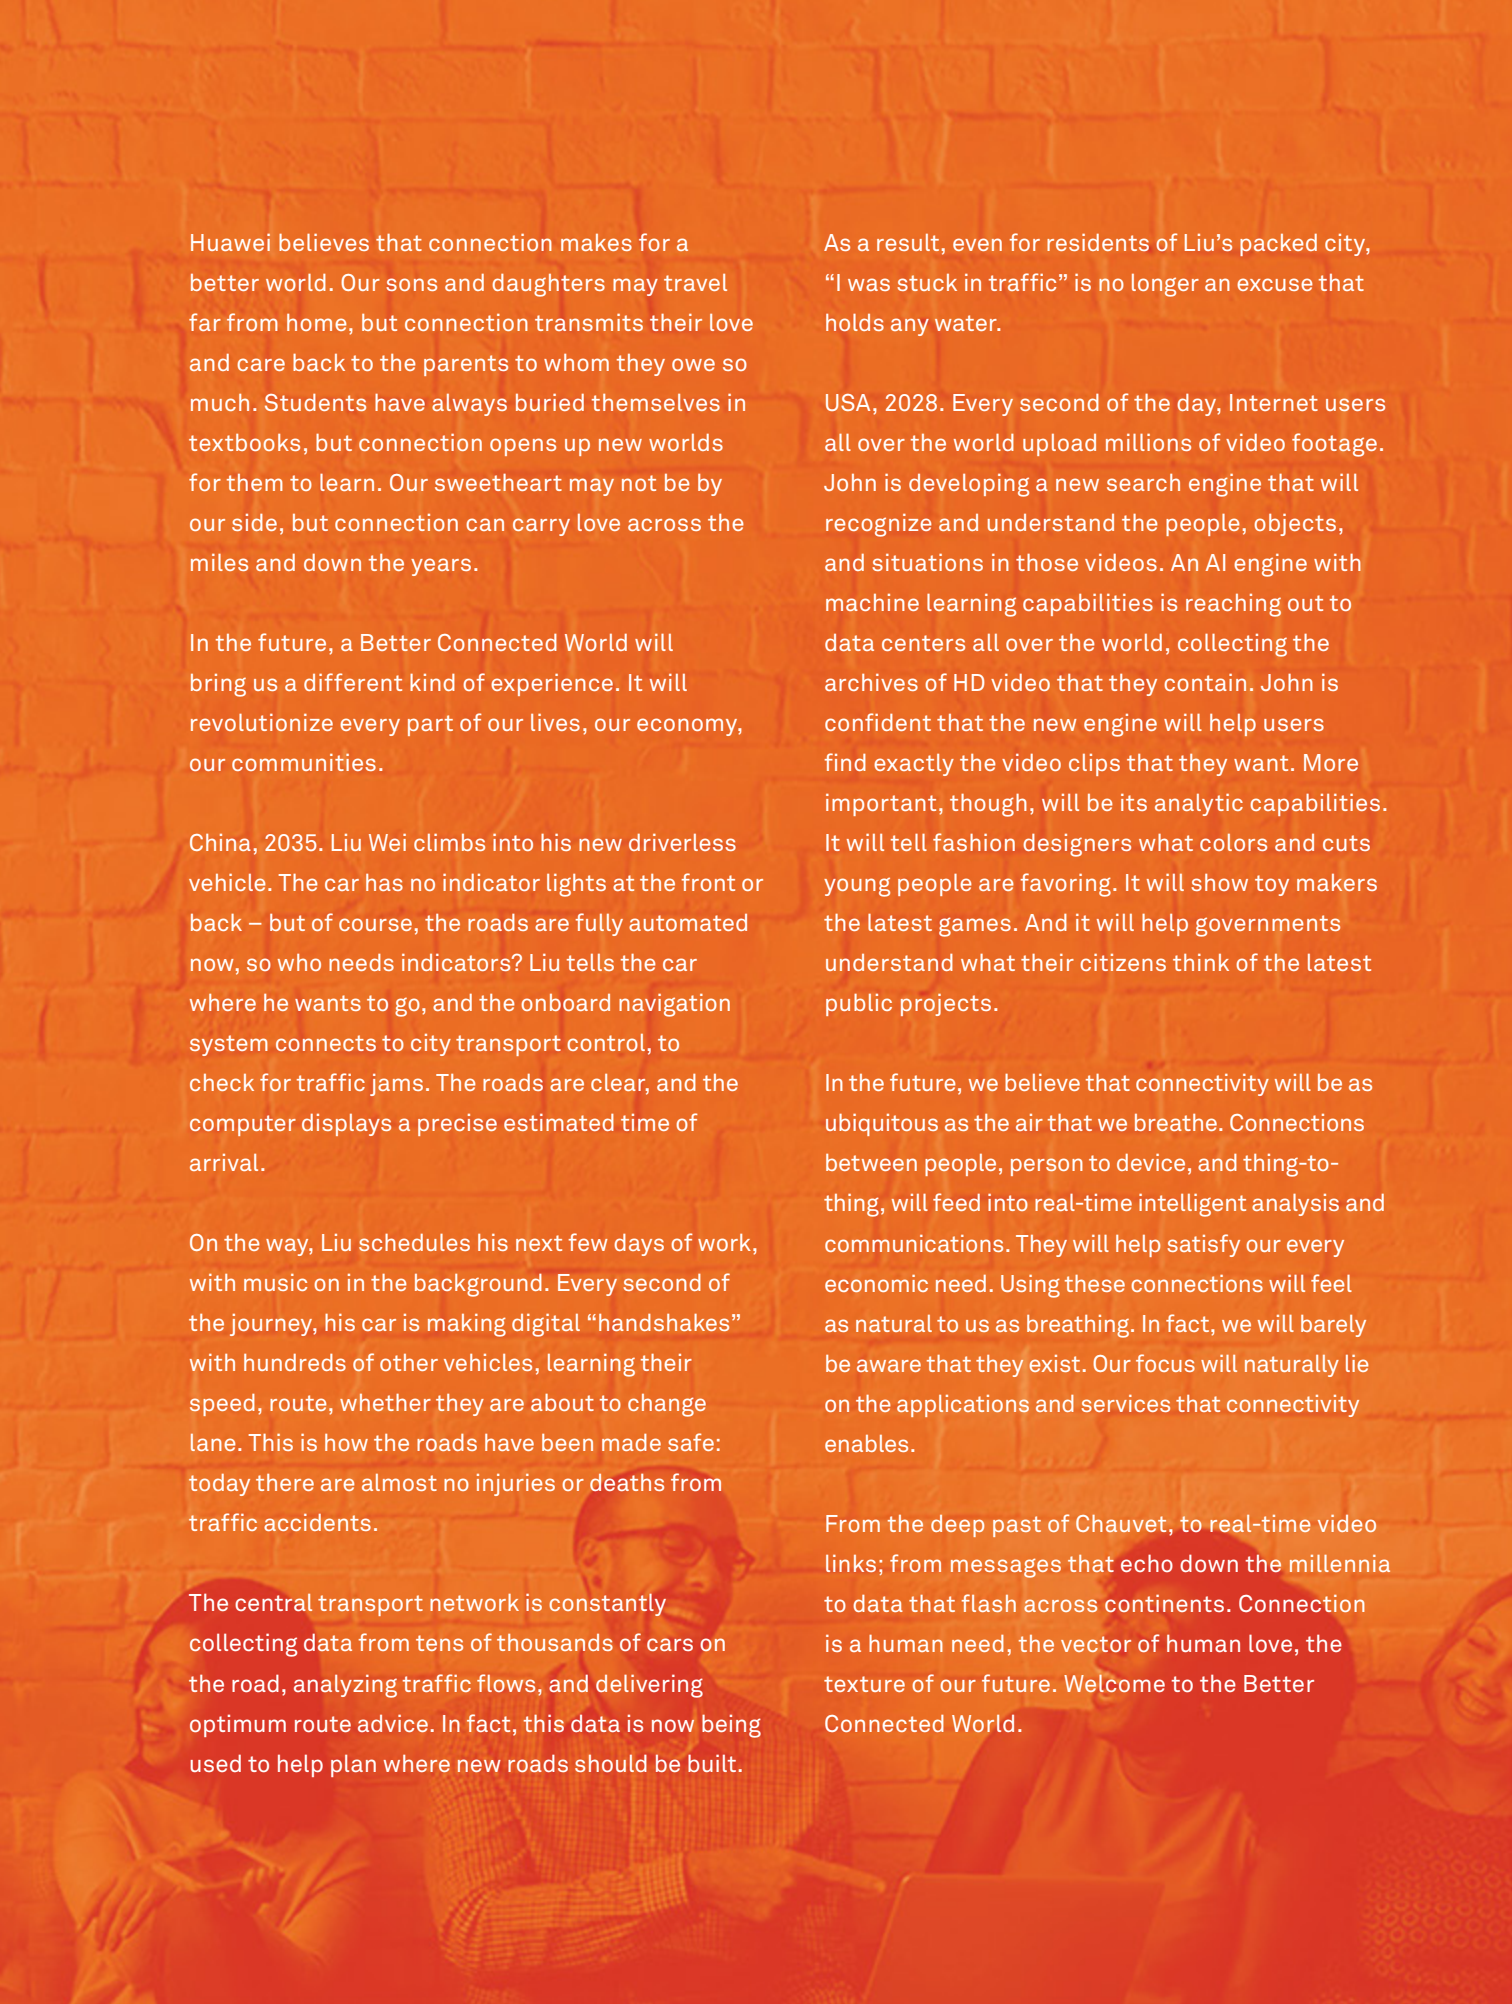 Huawei believes that connection makes for a
better world. Our sons and daughters may travel
far from home, but connection transmits their love
and care back to the parents to whom they owe so
much. Students have always buried themselves in
textbooks, but connection opens up new worlds
for them to learn. Our sweetheart may not be by
our side, but connection can carry love across the
miles and down the years.
In the future, a Better Connected World will
bring us a different kind of experience. It will
revolutionize every part of our lives, our economy,
our communities.
China, 2035. Liu Wei climbs into his new driverless
vehicle. The car has no indicator lights at the front or
back – but of course, the roads are fully automated
now, so who needs indicators? Liu tells the car
where he wants to go, and the onboard navigation
system connects to city transport control, to
check for traffic jams. The roads are clear, and the
computer displays a precise estimated time of
arrival.
On the way, Liu schedules his next few days of work,
with music on in the background. Every second of
the journey, his car is making digital “handshakes”
with hundreds of other vehicles, learning their
speed, route, whether they are about to change
lane. This is how the roads have been made safe:
today there are almost no injuries or deaths from
traffic accidents.
The central transport network is constantly
collecting data from tens of thousands of cars on
the road, analyzing traffic flows, and delivering
optimum route advice. In fact, this data is now being
used to help plan where new roads should be built.
As a result, even for residents of Liu’s packed city,
“I was stuck in traffic” is no longer an excuse that
holds any water.
USA, 2028. Every second of the day, Internet users
all over the world upload millions of video footage.
John is developing a new search engine that will
recognize and understand the people, objects,
and situations in those videos. An AI engine with
machine learning capabilities is reaching out to
data centers all over the world, collecting the
archives of HD video that they contain. John is
confident that the new engine will help users
find exactly the video clips that they want. More
important, though, will be its analytic capabilities.
It will tell fashion designers what colors and cuts
young people are favoring. It will show toy makers
the latest games. And it will help governments
understand what their citizens think of the latest
public projects.
In the future, we believe that connectivity will be as
ubiquitous as the air that we breathe. Connections
between people, person to device, and thing-to-
thing, will feed into real-time intelligent analysis and
communications. They will help satisfy our every
economic need. Using these connections will feel
as natural to us as breathing. In fact, we will barely
be aware that they exist. Our focus will naturally lie
on the applications and services that connectivity
enables.
From the deep past of Chauvet, to real-time video
links; from messages that echo down the millennia
to data that flash across continents. Connection
is a human need, the vector of human love, the
texture of our future. Welcome to the Better
Connected World.